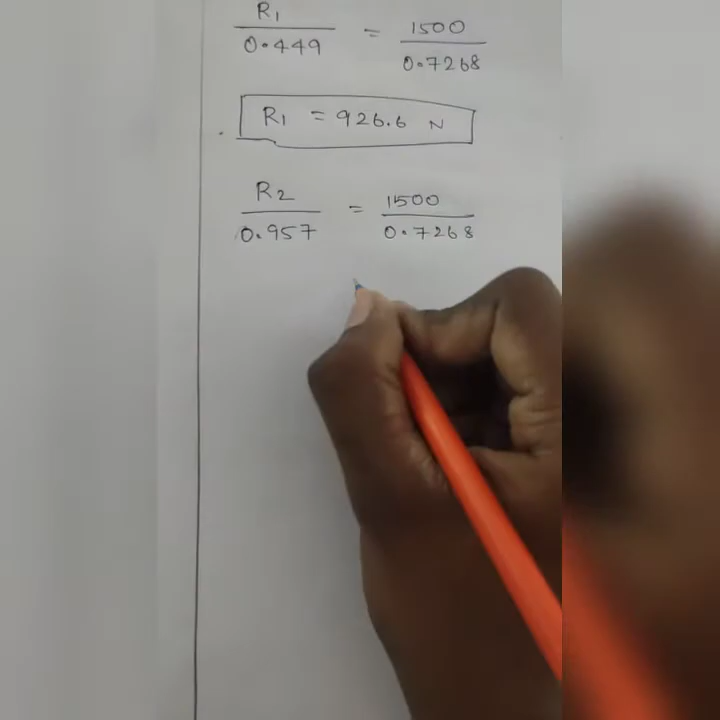 R1 / 0.449 = 1500 / 0.7268
R1 = 926.6 N
R2 / 0.957 = 1500 / 0.7268